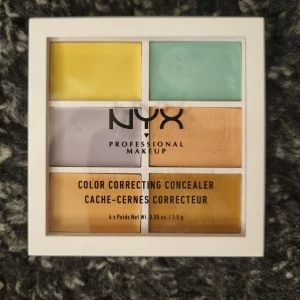 NYX
PROFESSIONAL
MAKEUP
COLOR CORRECTING CONCEALER
CACHE-CERNES CORRECTEUR
6 x Poids Net Wt. 0.05 oz. / 1.5 g